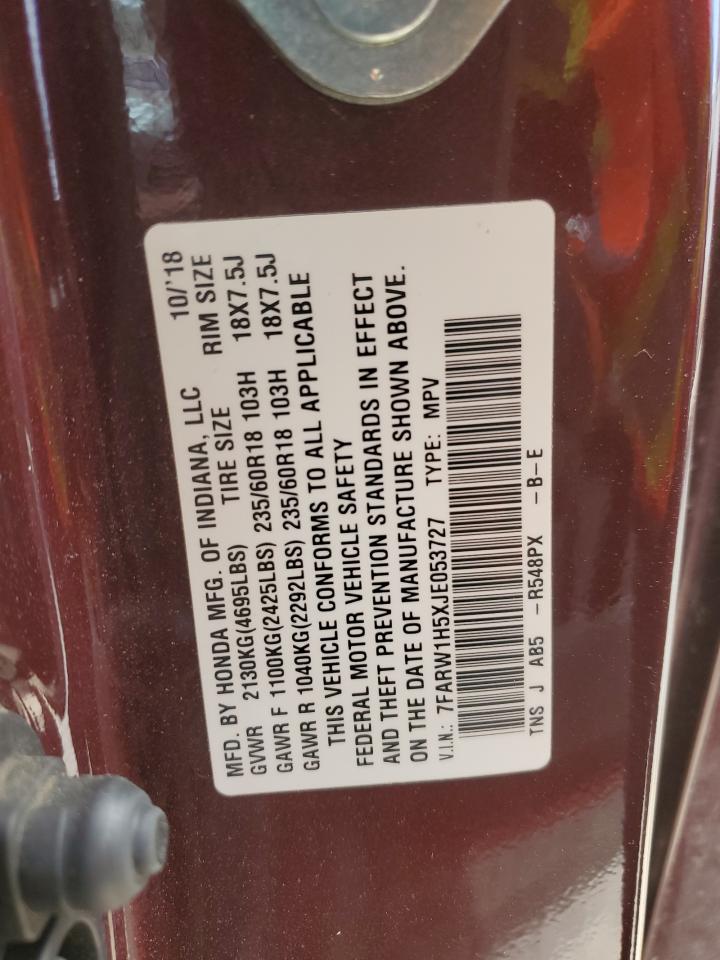 MFD. BY HONDA MFG. OF INDIANA, LLC 10/'18
GVWR 2130KG(4695LBS) TIRE SIZE RIM SIZE
GAWR F 1100KG(2425LBS) 235/60R18 103H 18X7.5J
GAWR R 1040KG(2292LBS) 235/60R18 103H 18X7.5J
THIS VEHICLE CONFORMS TO ALL APPLICABLE
FEDERAL MOTOR VEHICLE SAFETY
AND THEFT PREVENTION STANDARDS IN EFFECT
ON THE DATE OF MANUFACTURE SHOWN ABOVE.
V.I.N.: 7FARW1H5XJE053727 TYPE: MPV
TNS J AB5 -R548PX -B-E